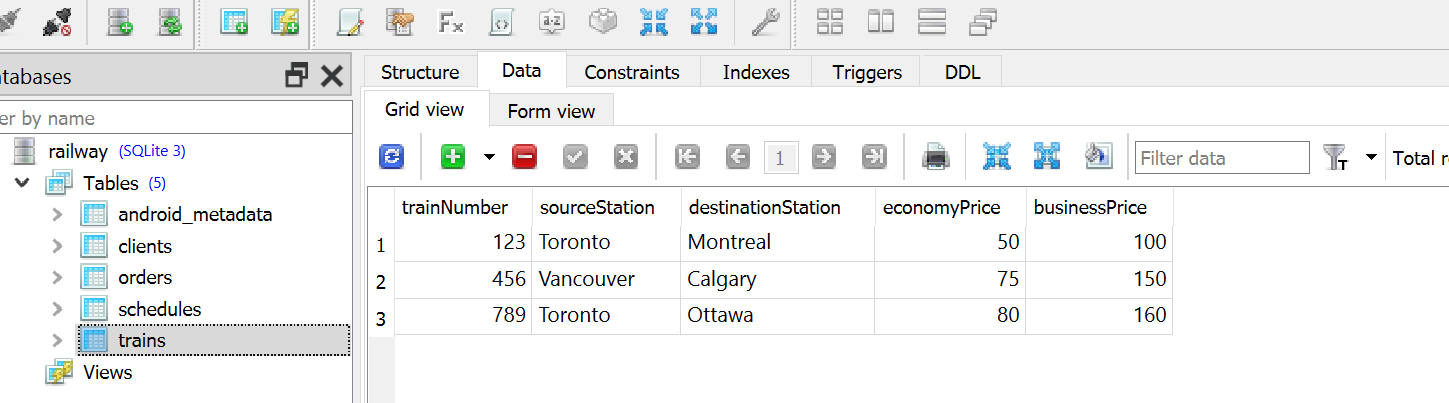 Fx
a-z
atabases
Structure Data Constraints Indexes Triggers DDL
Grid view Form view
er by name
railway (SQLite 3)
1 Filter data T Total r
Tables (5)
android_metadata
clients
orders
schedules
trains
Views
trainNumber sourceStation destinationStation economyPrice businessPrice
1 123 Toronto Montreal 50 100
2 456 Vancouver Calgary 75 150
3 789 Toronto Ottawa 80 160